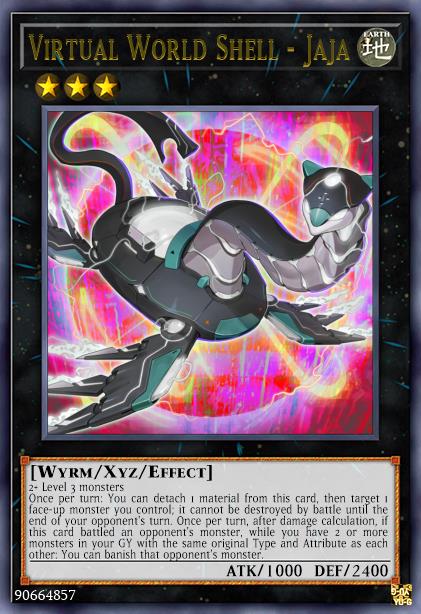 VIRTUAL WORLD SHELL - JAJA
EARTH
地
[WYRM/XYZ/EFFECT]
2+ Level 3 monsters
Once per turn: You can detach 1 material from this card, then target 1
face-up monster you control; it cannot be destroyed by battle until the
end of your opponent's turn. Once per turn, after damage calculation, if
this card battled an opponent's monster, while you have 2 or more
monsters in your GY with the same original Type and Attribute as each
other: You can banish that opponent's monster.
ATK/1000 DEF/2400
90664857